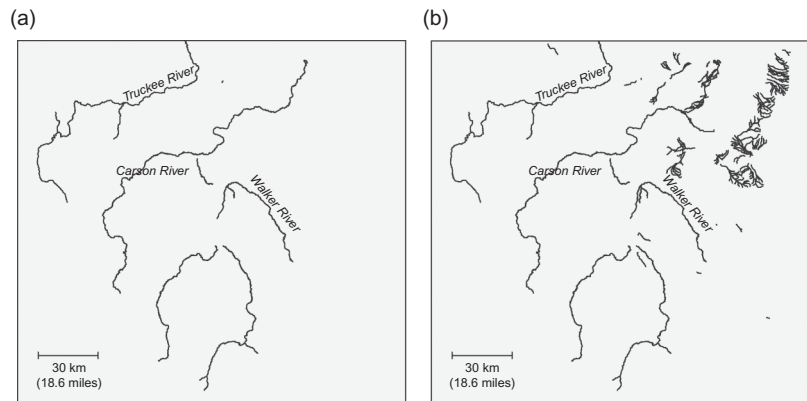 (a)
Truckee River
Carson River
Walker River
30 km
(18.6 miles)
(b)
Truckee River
Carson River
Walker River
30 km
(18.6 miles)